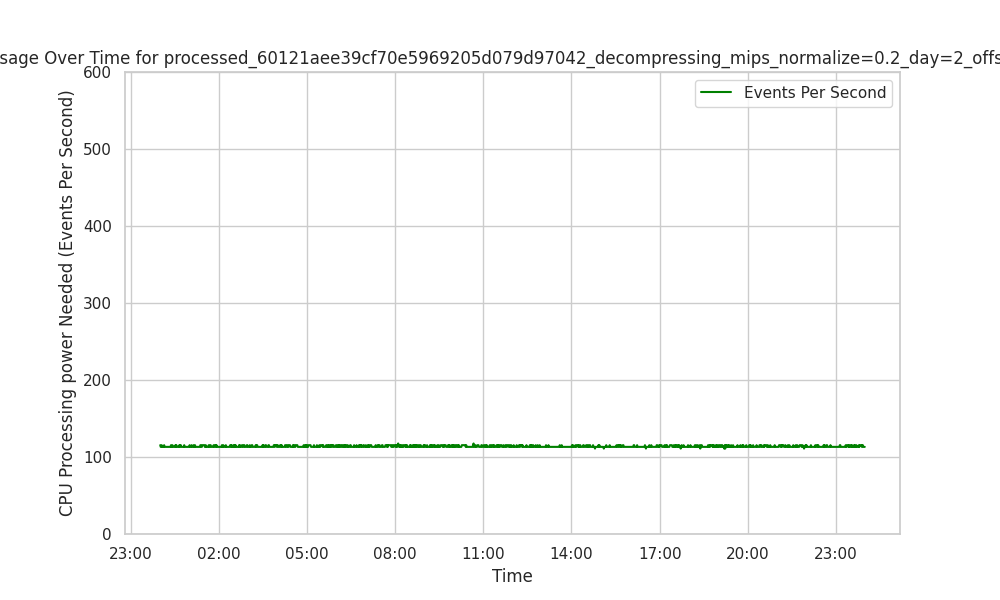 sage Over Time for processed_60121aee39cf70e5969205d079d97042_decompressing_mips_normalize=0.2_day=2_offs
Events Per Second
CPU Processing power Needed (Events Per Second)
600
500
400
300
200
100
0
23:00 02:00 05:00 08:00 11:00 14:00 17:00 20:00 23:00
Time